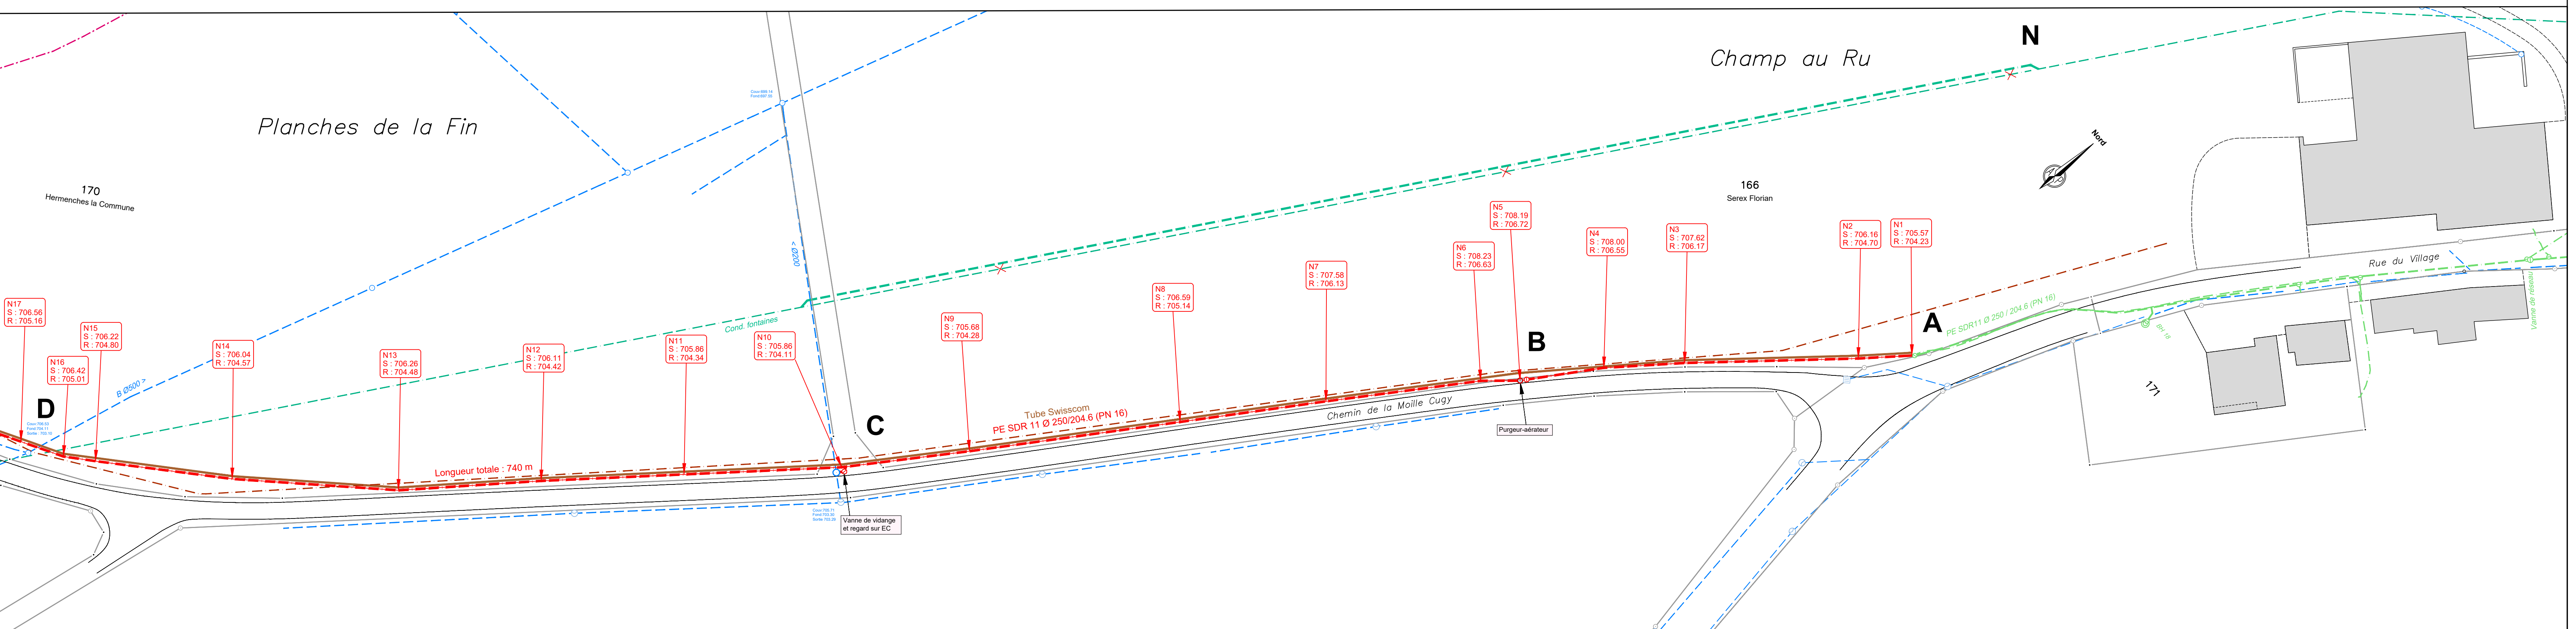 Champ au Ru
N
Planches de la Fin
170
Hermenches la Commune
166
Serex Florian
Nord
N17
S : 706.56
R : 705.16
N16
S : 706.42
R : 705.01
N15
S : 706.22
R : 704.80
N14
S : 706.04
R : 704.57
N13
S : 706.26
R : 704.48
N12
S : 706.11
R : 704.42
N11
S : 705.86
R : 704.34
N10
S : 705.86
R : 704.11
N9
S : 705.68
R : 704.28
N8
S : 706.59
R : 705.14
N7
S : 707.58
R : 706.13
N6
S : 708.23
R : 706.63
N5
S : 708.19
R : 706.72
N4
S : 708.00
R : 706.55
N3
S : 707.62
R : 706.17
N2
S : 706.16
R : 704.70
N1
S : 705.57
R : 704.23
< Ø200
Cond. fontaines
B Ø500 >
D
C
B
A
Tube Swisscom
PE SDR 11 Ø 250/204.6 (PN 16)
Longueur totale : 740 m
Chemin de la Moille Cugy
Purgeur-aérateur
Vanne de vidange
et regard sur EC
PE SDR11 Ø 250 / 204.6 (PN 16)
Rue du Village
Vanne de réseau
171